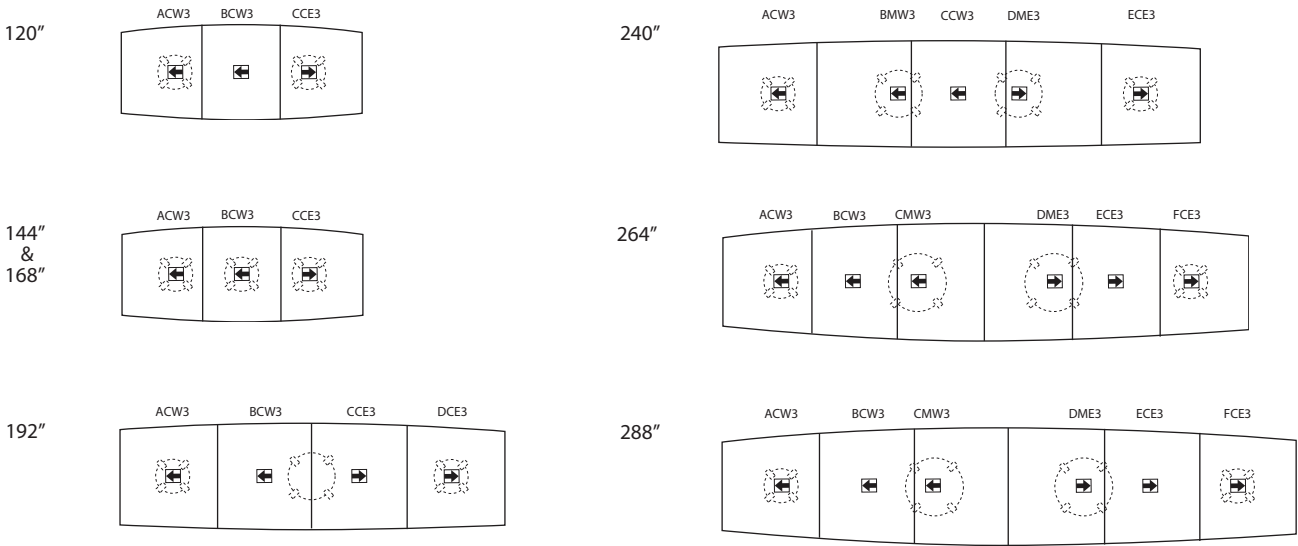 120”
ACW3 BCW3 CCE3
144”
&
168”
ACW3 BCW3 CCE3
192”
ACW3 BCW3 CCE3 DCE3
240”
ACW3 BMW3 CCW3 DME3 ECE3
264”
ACW3 BCW3 CMW3 DME3 ECE3 FCE3
288”
ACW3 BCW3 CMW3 DME3 ECE3 FCE3